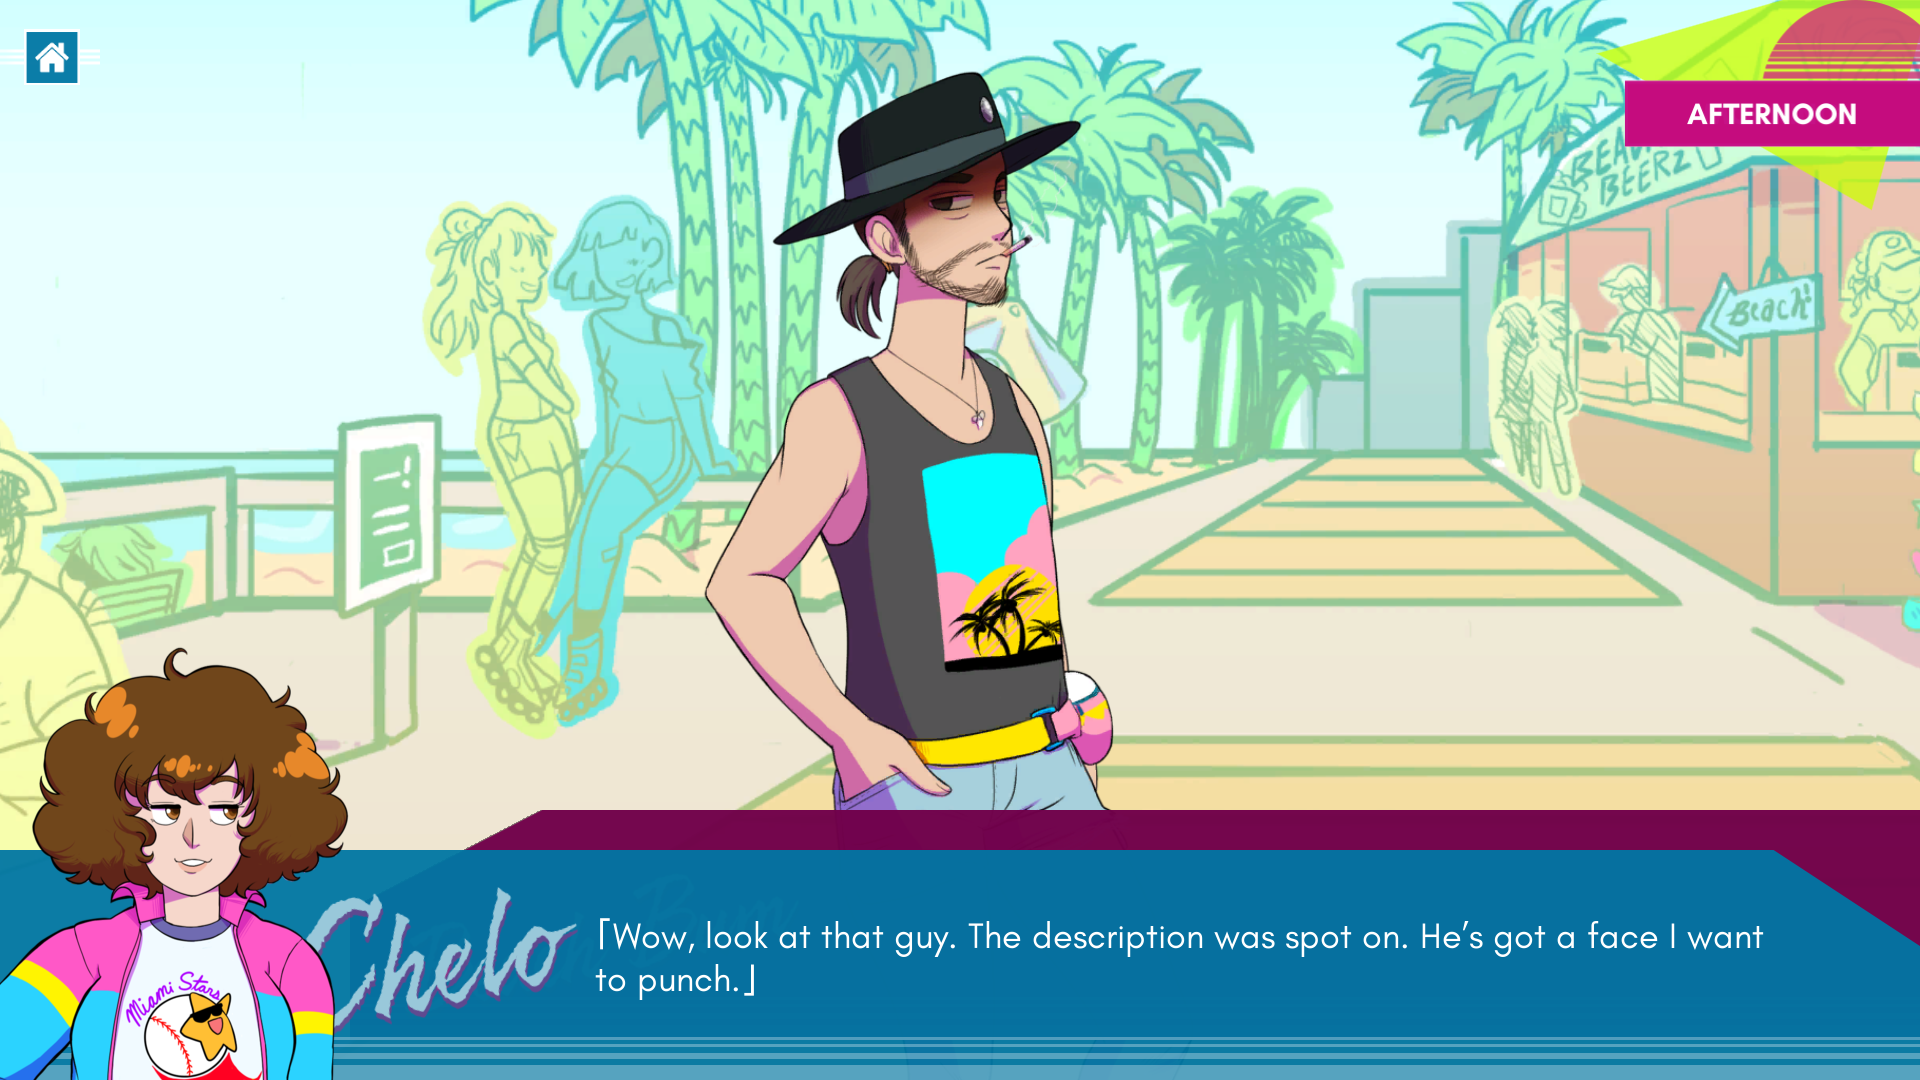 AFTERNOON
BEERZ
Beach!
Miami Stars
Chelo
「Wow, look at that guy. The description was spot on. He's got a face I want
to punch.」